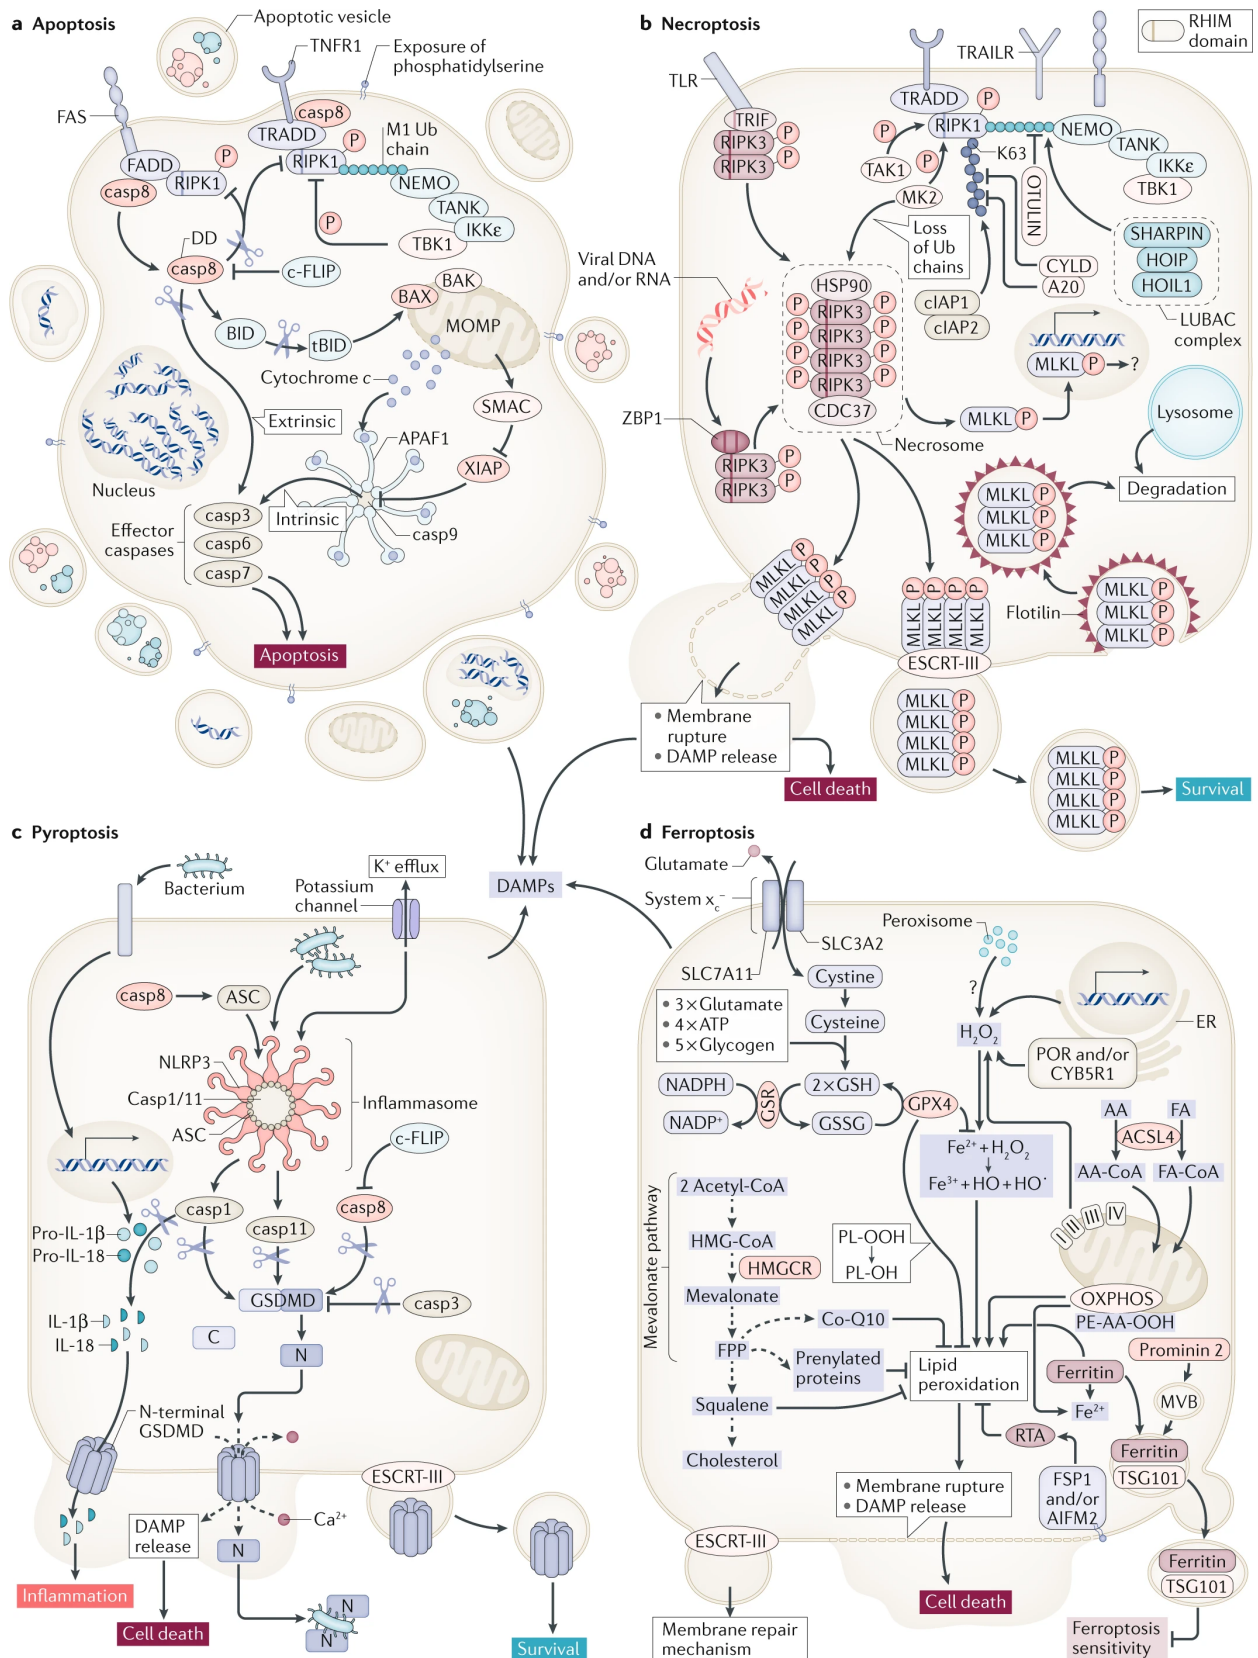 a Apoptosis
Apoptotic vesicle
TNFR1
Exposure of
phosphatidylserine
FAS
casp8
TRADD
P
M1 Ub
chain
FADD
P
RIPK1
RIPK1
casp8
NEMO
TANK
P
IKKε
TBK1
DD
casp8
c-FLIP
BAK
BAX
BID
tBID
MOMP
Cytochrome c
SMAC
Extrinsic
APAF1
XIAP
Nucleus
casp3
Intrinsic
Effector
caspases
casp6
casp9
casp7
Apoptosis
b Necroptosis
RHIM
domain
TRAILR
TLR
TRADD
P
TRIF
RIPK1
NEMO
RIPK3
P
P
K63
TANK
RIPK3
P
TAK1
P
IKKε
TBK1
MK2
OTULIN
Loss
of Ub
chains
SHARPIN
HOIP
HOIL1
Viral DNA
and/or RNA
CYLD
A20
HSP90
P
RIPK3
P
P
RIPK3
P
P
RIPK3
P
P
RIPK3
P
CDC37
cIAP1
cIAP2
LUBAC
complex
MLKL
P
?
ZBP1
MLKL
P
Lysosome
Necrosome
RIPK3
P
RIPK3
P
MLKL P
MLKL P
MLKL P
Degradation
MLKL P
MLKL P
MLKL P
MLKL P
P P P P
MLKL MLKL MLKL MLKL
Flotilin
MLKL P
MLKL P
MLKL P
ESCRT-III
• Membrane
rupture
• DAMP release
MLKL P
MLKL P
MLKL P
MLKL P
Cell death
MLKL P
MLKL P
MLKL P
MLKL P
Survival
c Pyroptosis
K⁺ efflux
DAMPs
Bacterium
Potassium
channel
casp8
ASC
NLRP3
Casp1/11
Inflammasome
ASC
c-FLIP
casp1
casp11
casp8
Pro-IL-1β
Pro-IL-18
GSDMD
casp3
IL-1β
IL-18
C
N
N-terminal
GSDMD
ESCRT-III
DAMP
release
Ca²⁺
N
Inflammation
Cell death
N
N
Survival
d Ferroptosis
Glutamate
System x꜀⁻
Peroxisome
SLC3A2
SLC7A11
Cystine
?
• 3×Glutamate
• 4×ATP
• 5×Glycogen
Cysteine
H₂O₂
ER
POR and/or
CYB5R1
NADPH
GSR
2×GSH
GPX4
AA
FA
NADP⁺
GSSG
ACSL4
Fe²⁺ + H₂O₂
Fe³⁺ + HO + HO˙
AA-CoA
FA-CoA
Mevalonate pathway
2 Acetyl-CoA
I II III IV
HMG-CoA
PL-OOH
PL-OH
HMGCR
Mevalonate
OXPHOS
Co-Q10
PE-AA-OOH
FPP
Prenylated
proteins
Lipid
peroxidation
Prominin 2
Ferritin
Squalene
Fe²⁺
MVB
RTA
Cholesterol
Ferritin
TSG101
• Membrane rupture
• DAMP release
FSP1
and/or
AIFM2
ESCRT-III
Ferritin
TSG101
Cell death
Membrane repair
mechanism
Ferroptosis
sensitivity